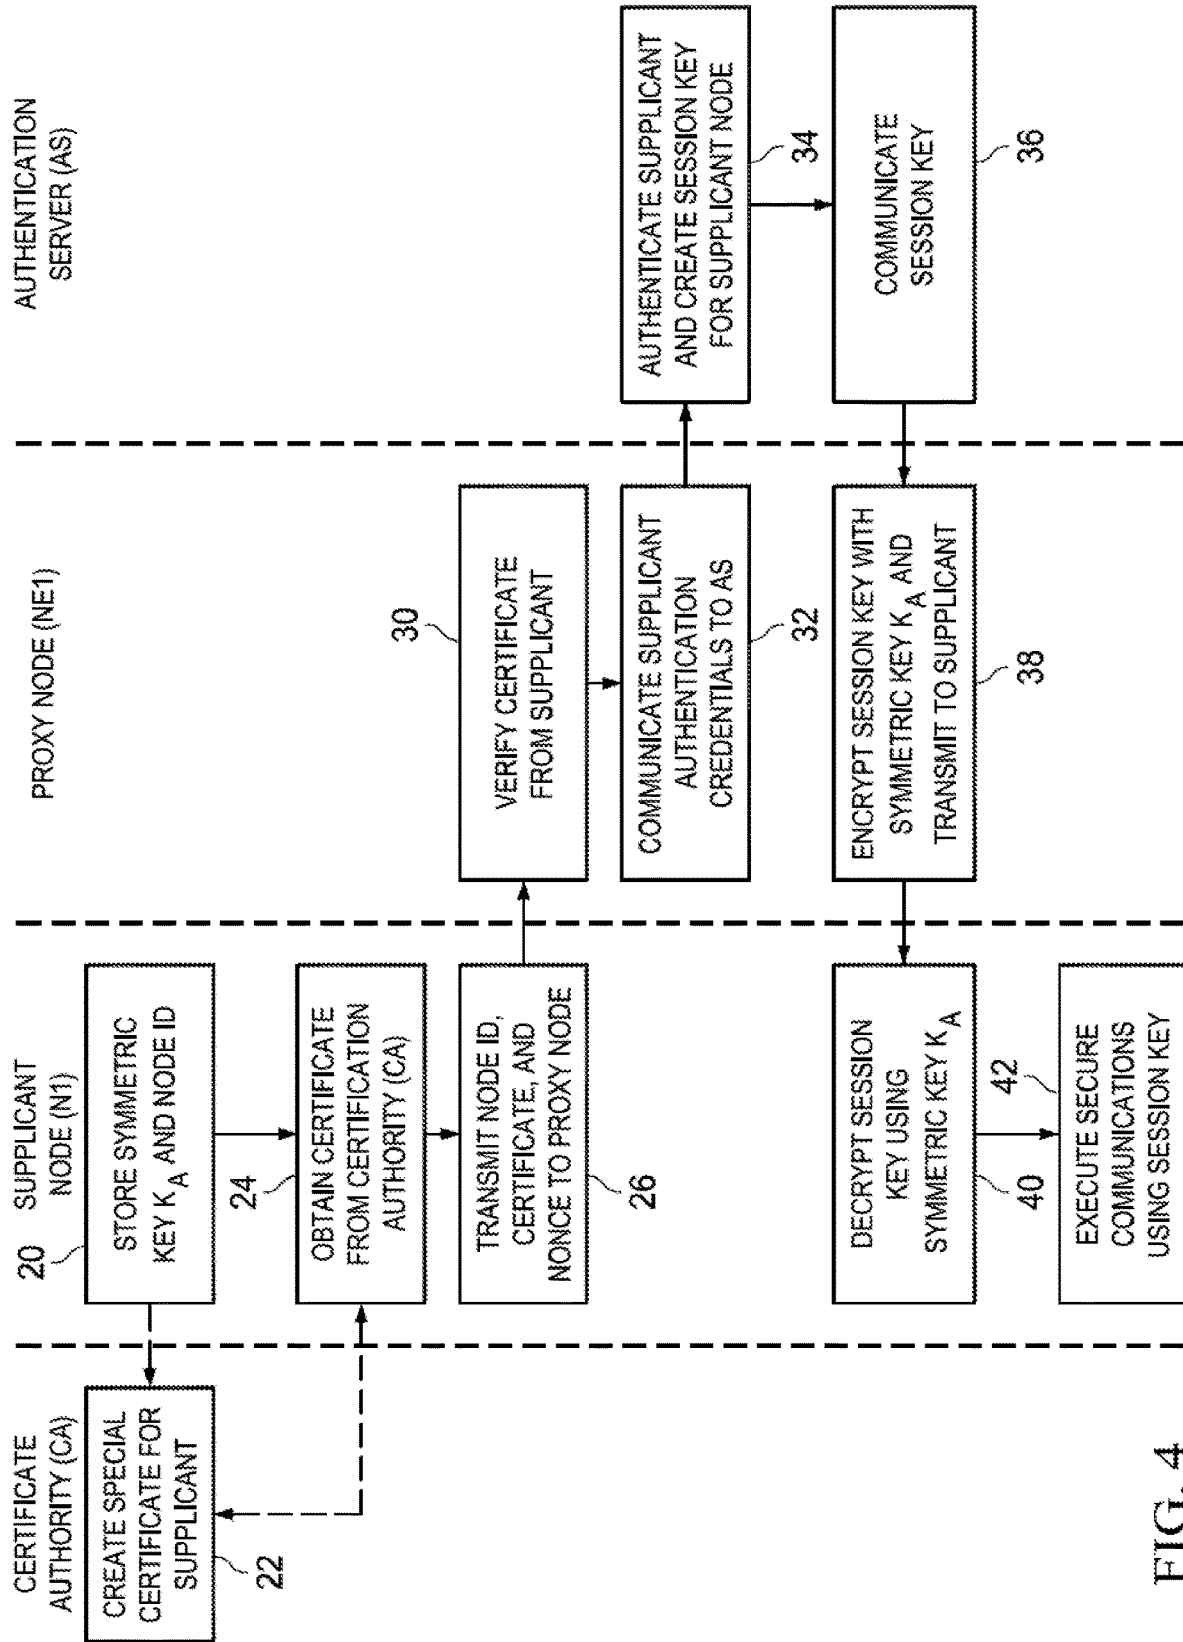 CERTIFICATE
AUTHORITY (CA)
SUPPLICANT
NODE (N1)
PROXY NODE (NE1)
AUTHENTICATION
SERVER (AS)
20
STORE SYMMETRIC
KEY K_A AND NODE ID
CREATE SPECIAL
CERTIFICATE FOR
SUPPLICANT
22
24
OBTAIN CERTIFICATE
FROM CERTIFICATION
AUTHORITY (CA)
TRANSMIT NODE ID,
CERTIFICATE, AND
NONCE TO PROXY NODE
26
30
VERIFY CERTIFICATE
FROM SUPPLICANT
COMMUNICATE SUPPLICANT
AUTHENTICATION
CREDENTIALS TO AS
32
AUTHENTICATE SUPPLICANT
AND CREATE SESSION KEY
FOR SUPPLICANT NODE
34
COMMUNICATE
SESSION KEY
36
ENCRYPT SESSION KEY WITH
SYMMETRIC KEY K_A AND
TRANSMIT TO SUPPLICANT
38
DECRYPT SESSION
KEY USING
SYMMETRIC KEY K_A
40
42
EXECUTE SECURE
COMMUNICATIONS
USING SESSION KEY
FIG. 4